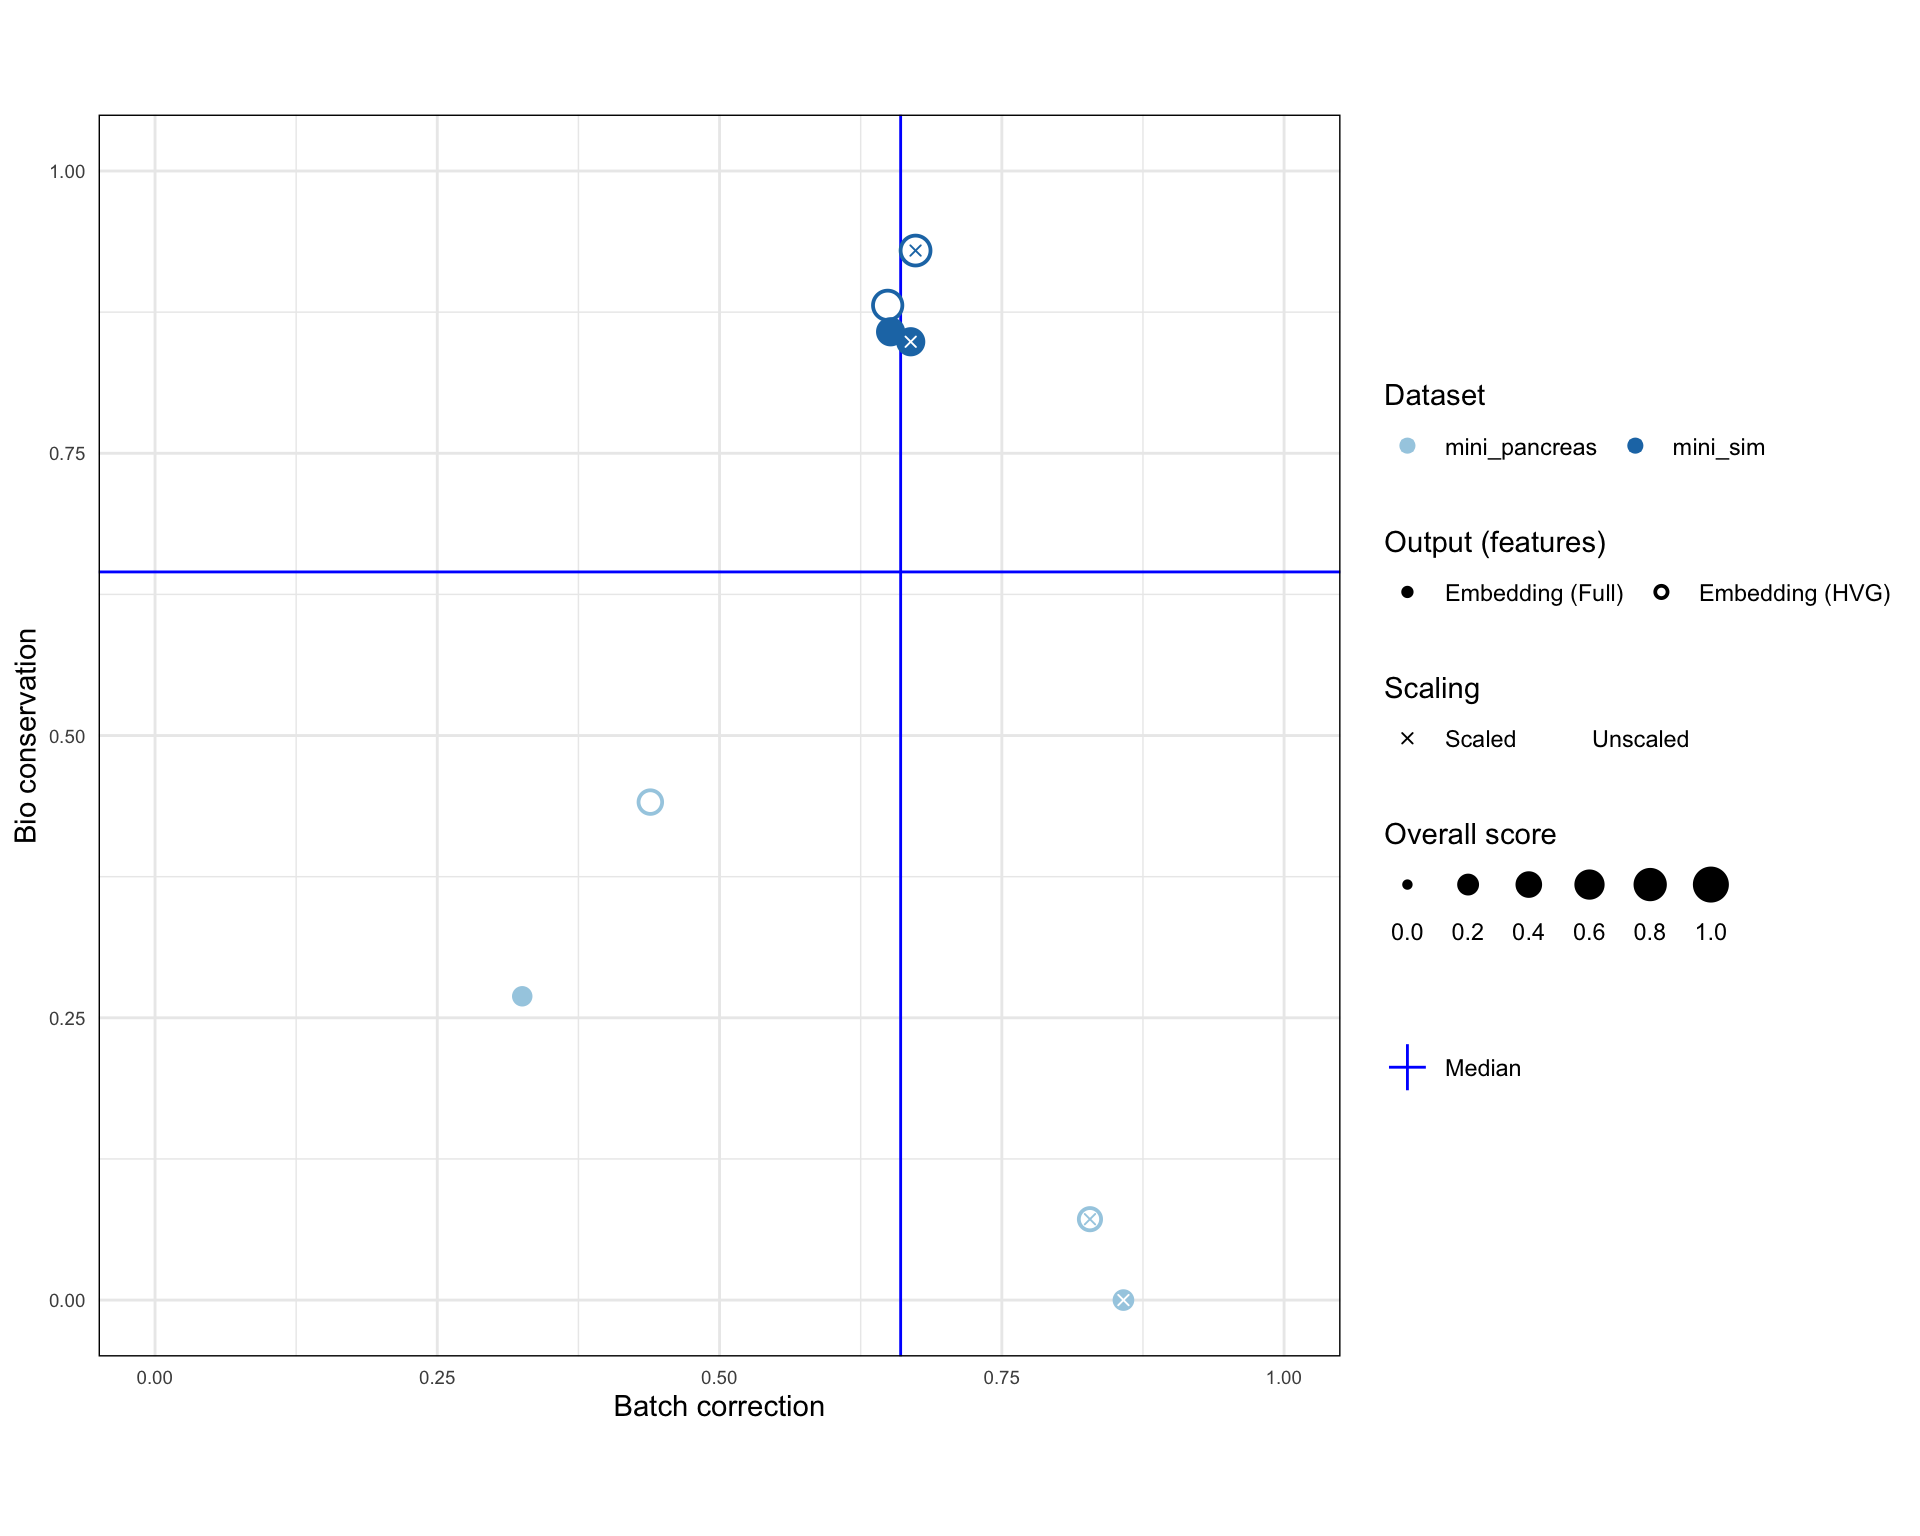 1.00
0.75
0.50
0.25
0.00
Bio conservation
0.00 0.25 0.50 0.75 1.00
Batch correction
Dataset
mini_pancreas mini_sim
Output (features)
Embedding (Full) Embedding (HVG)
Scaling
Scaled Unscaled
Overall score
0.0 0.2 0.4 0.6 0.8 1.0
Median